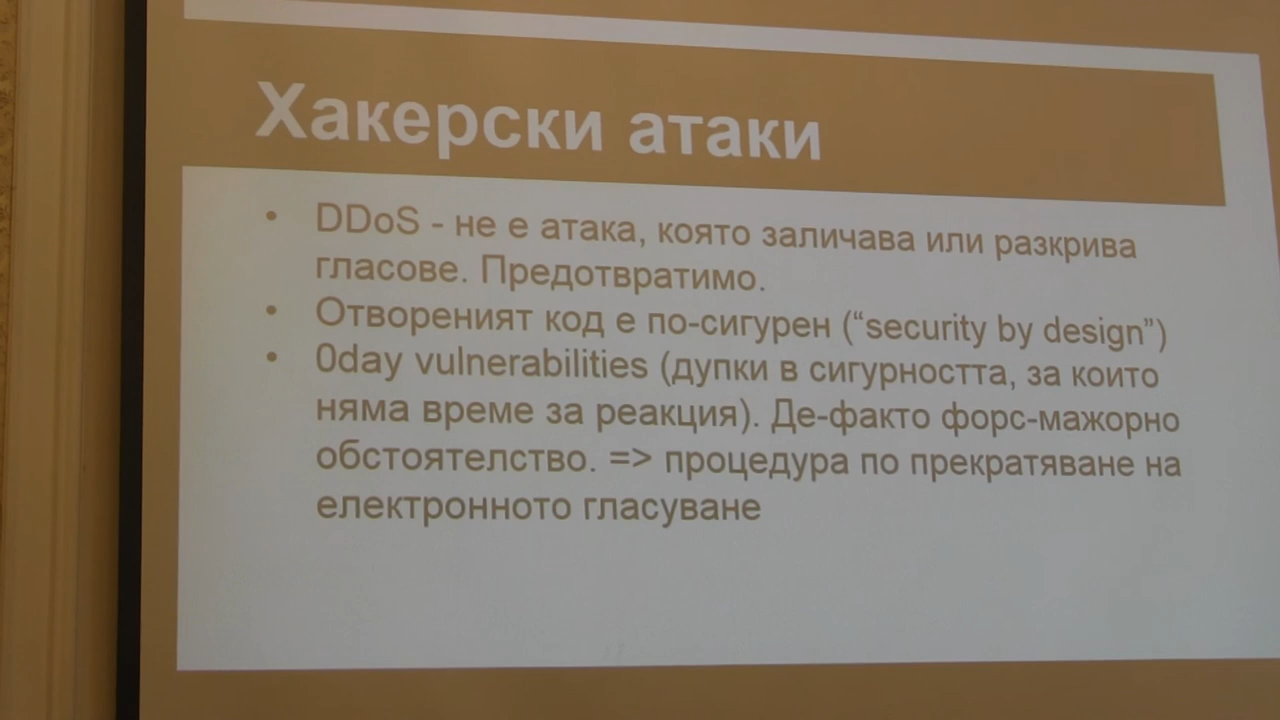 Хакерски атаки
• DDoS - не е атака, която заличава или разкрива
гласове. Предотвратимо.
• Отвореният код е по-сигурен (“security by design”)
• 0day vulnerabilities (дупки в сигурността, за които
няма време за реакция). Де-факто форс-мажорно
обстоятелство. => процедура по прекратяване на
електронното гласуване